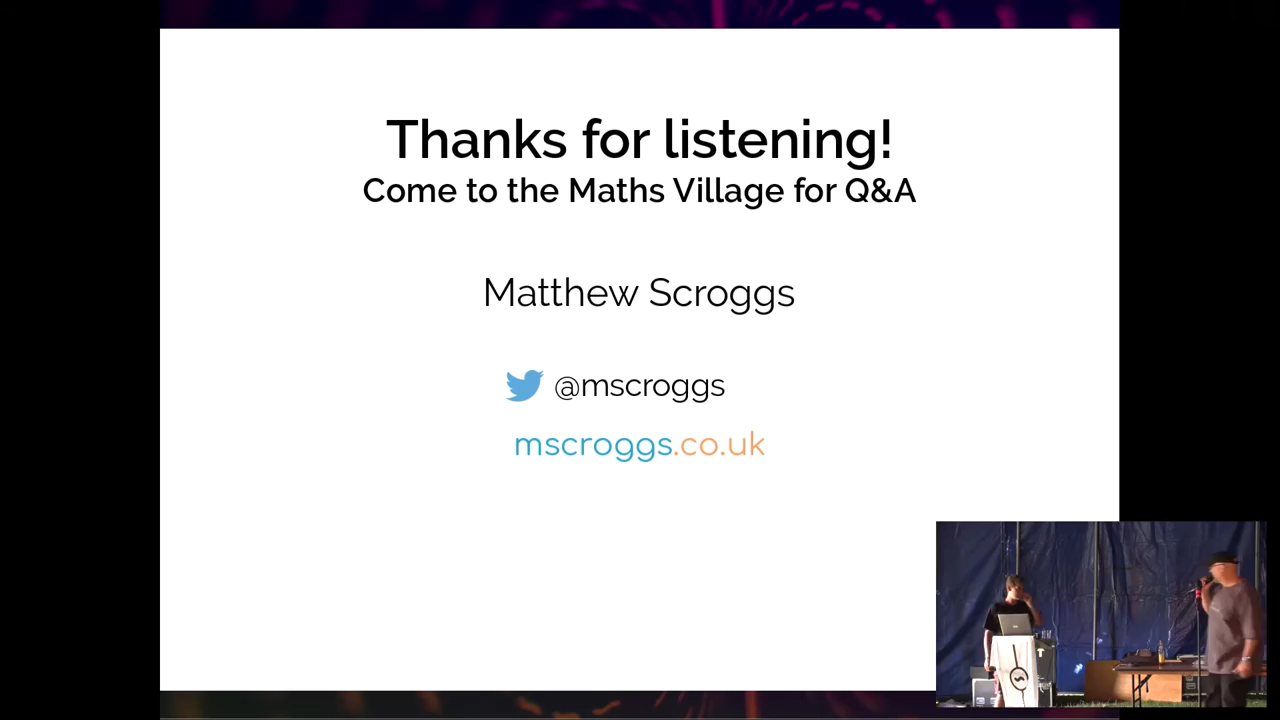 Thanks for listening!
Come to the Maths Village for Q&A
Matthew Scroggs
@mscroggs
mscroggs.co.uk